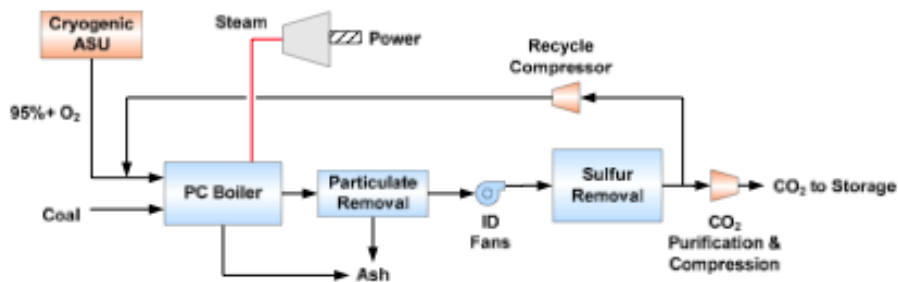 Cryogenic
ASU
Steam
Power
Recycle
Compressor
95%+ O₂
PC Boiler
Particulate
Removal
Sulfur
Removal
CO₂ to Storage
Coal
ID
Fans
CO₂
Purification &
Compression
Ash